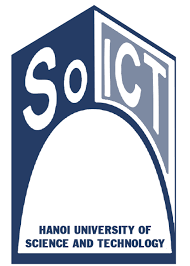 SoICT
HANOI UNIVERSITY OF
SCIENCE AND TECHNOLOGY